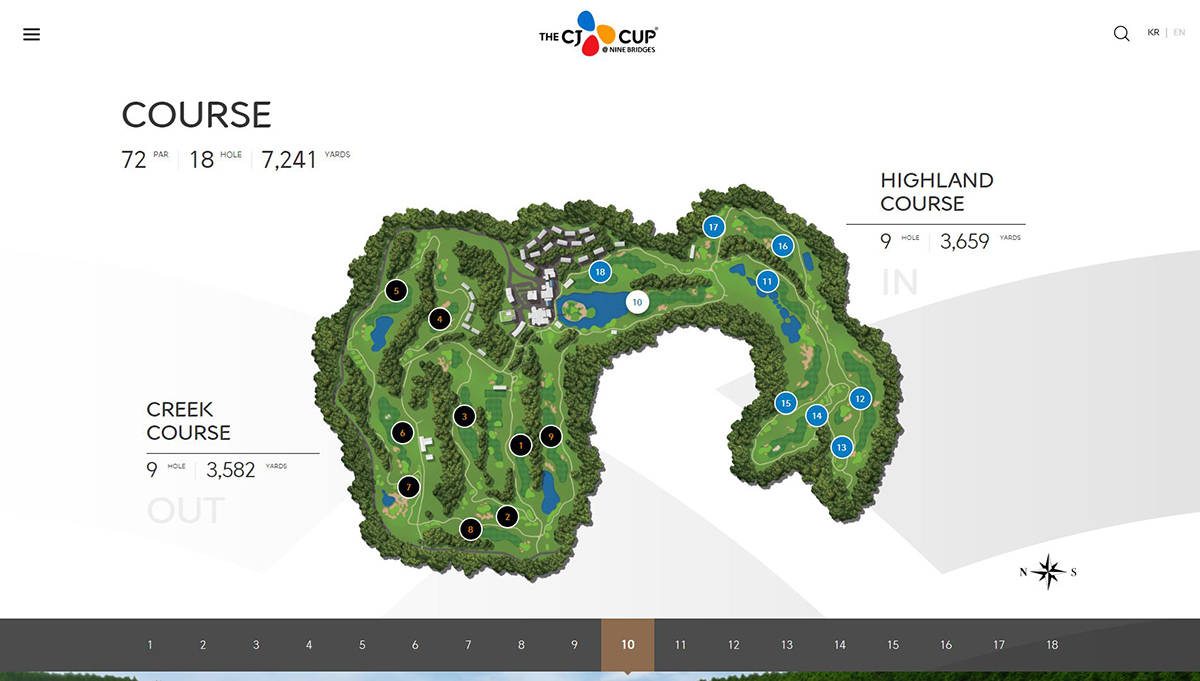 THE CJ CUP®
@ NINE BRIDGES
KR | EN
COURSE
72 PAR 18 HOLE 7,241 YARDS
HIGHLAND
COURSE
9 HOLE 3,659 YARDS
IN
17
16
18
11
10
5
4
CREEK
COURSE
9 HOLE 3,582 YARDS
OUT
15
12
14
13
3
6
1
9
7
2
8
N S
1 2 3 4 5 6 7 8 9 10 11 12 13 14 15 16 17 18